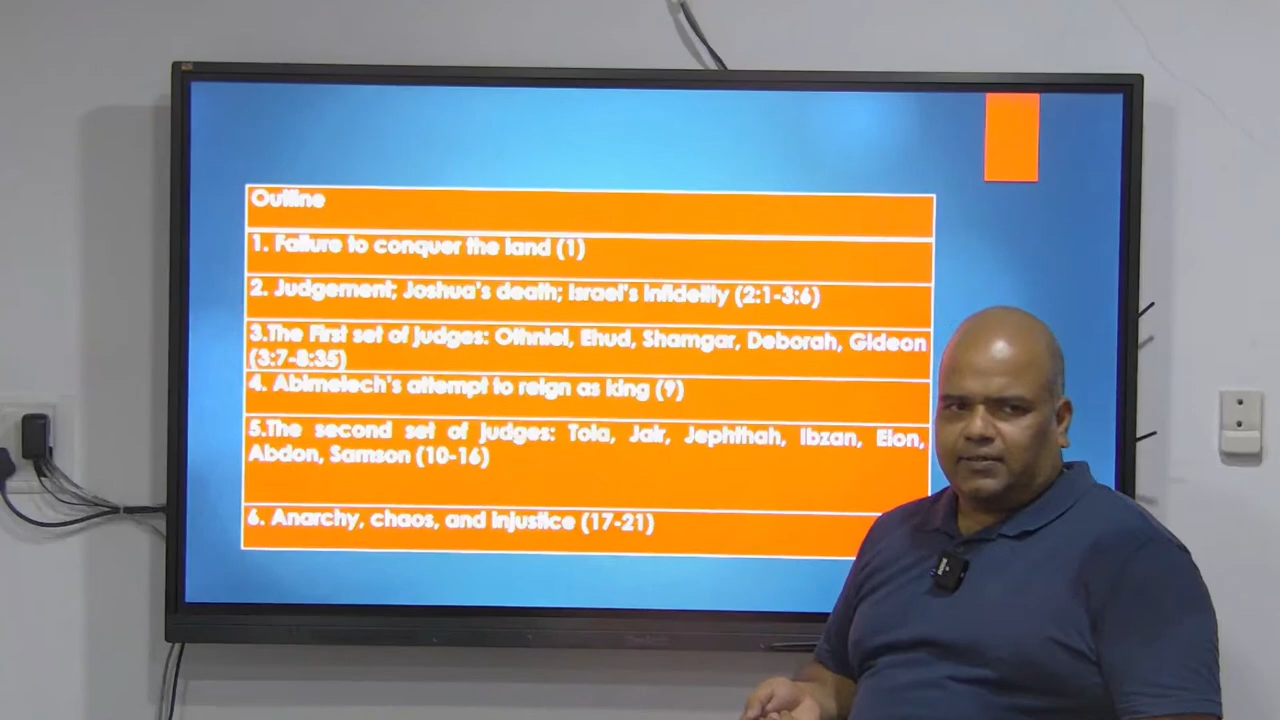 Outline
1. Failure to conquer the land (1)
2. Judgement; Joshua's death; Israel's infidelity (2:1-3:6)
3.The First set of judges: Othniel, Ehud, Shamgar, Deborah, Gideon
(3:7-8:35)
4. Abimelech's attempt to reign as king (9)
5.The second set of judges: Tola, Jair, Jephthah, Ibzan, Elon,
Abdon, Samson (10-16)
6. Anarchy, chaos, and injustice (17-21)